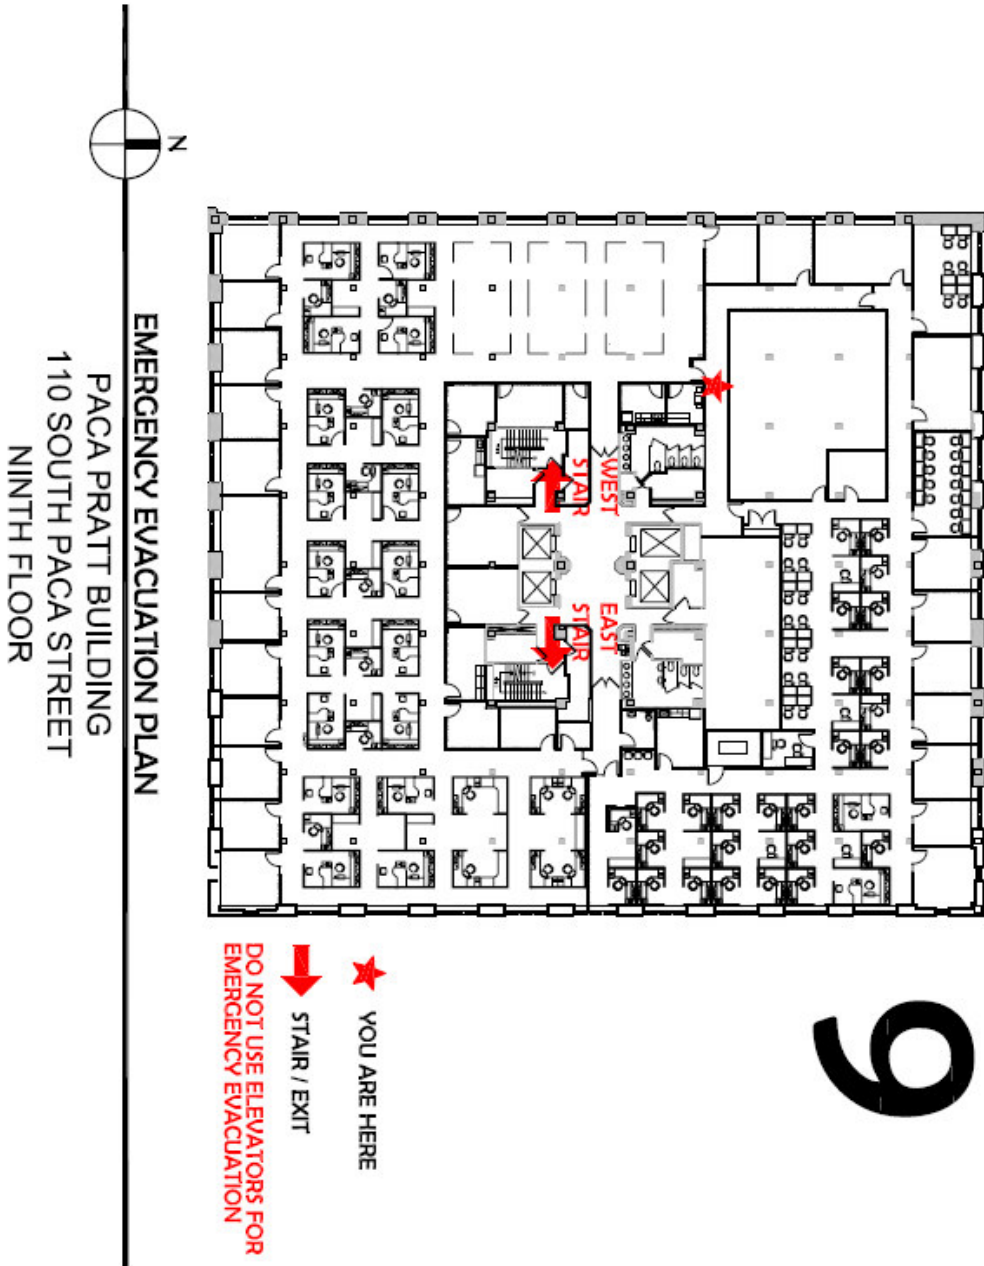 9
WEST
STAIR
EAST
STAIR
YOU ARE HERE
STAIR / EXIT
DO NOT USE ELEVATORS FOR
EMERGENCY EVACUATION
N
EMERGENCY EVACUATION PLAN
PACA PRATT BUILDING
110 SOUTH PACA STREET
NINTH FLOOR